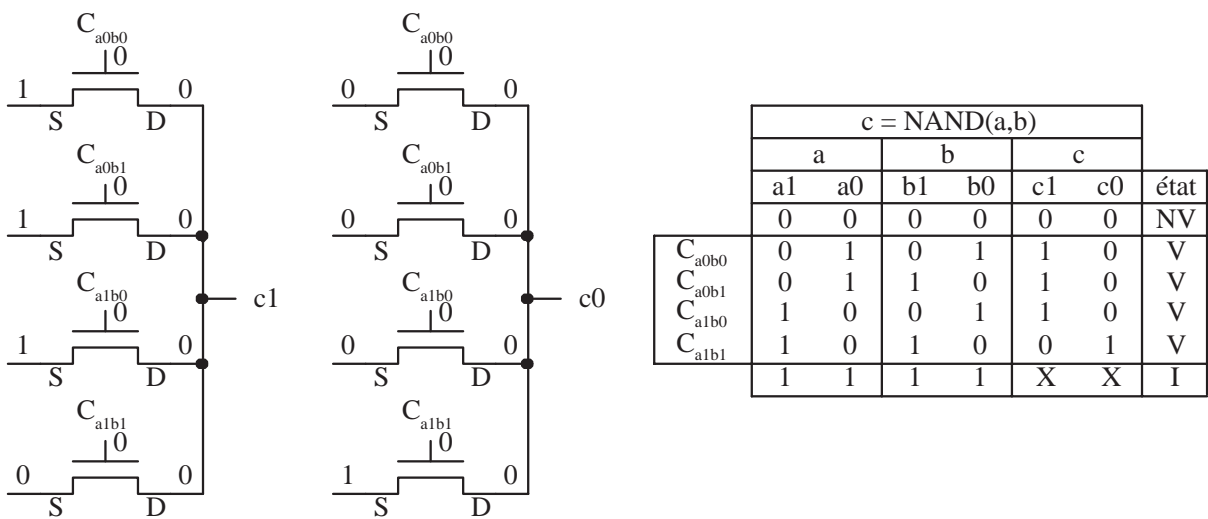 C_a0b0 C_a0b0
0 0
1 0 0 0
S D S D
C_a0b1 C_a0b1
0 0
1 0 0 0
S D S D
C_a1b0 C_a1b0
c1 c0
0 0
1 0 0 0
S D S D
C_a1b1 C_a1b1
0 0
0 0 1 0
S D S D
c = NAND(a,b)
a b c
a1 a0 b1 b0 c1 c0 état
0 0 0 0 0 0 NV
C_a0b0 0 1 0 1 1 0 V
C_a0b1 0 1 1 0 1 0 V
C_a1b0 1 0 0 1 1 0 V
C_a1b1 1 0 1 0 0 1 V
1 1 1 1 X X I